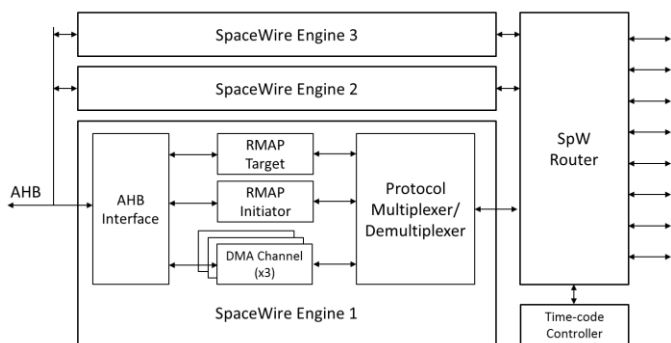 SpaceWire Engine 3
SpaceWire Engine 2
SpW
Router
AHB
AHB
Interface
RMAP
Target
RMAP
Initiator
DMA Channel
(x3)
Protocol
Multiplexer/
Demultiplexer
SpaceWire Engine 1
Time-code
Controller